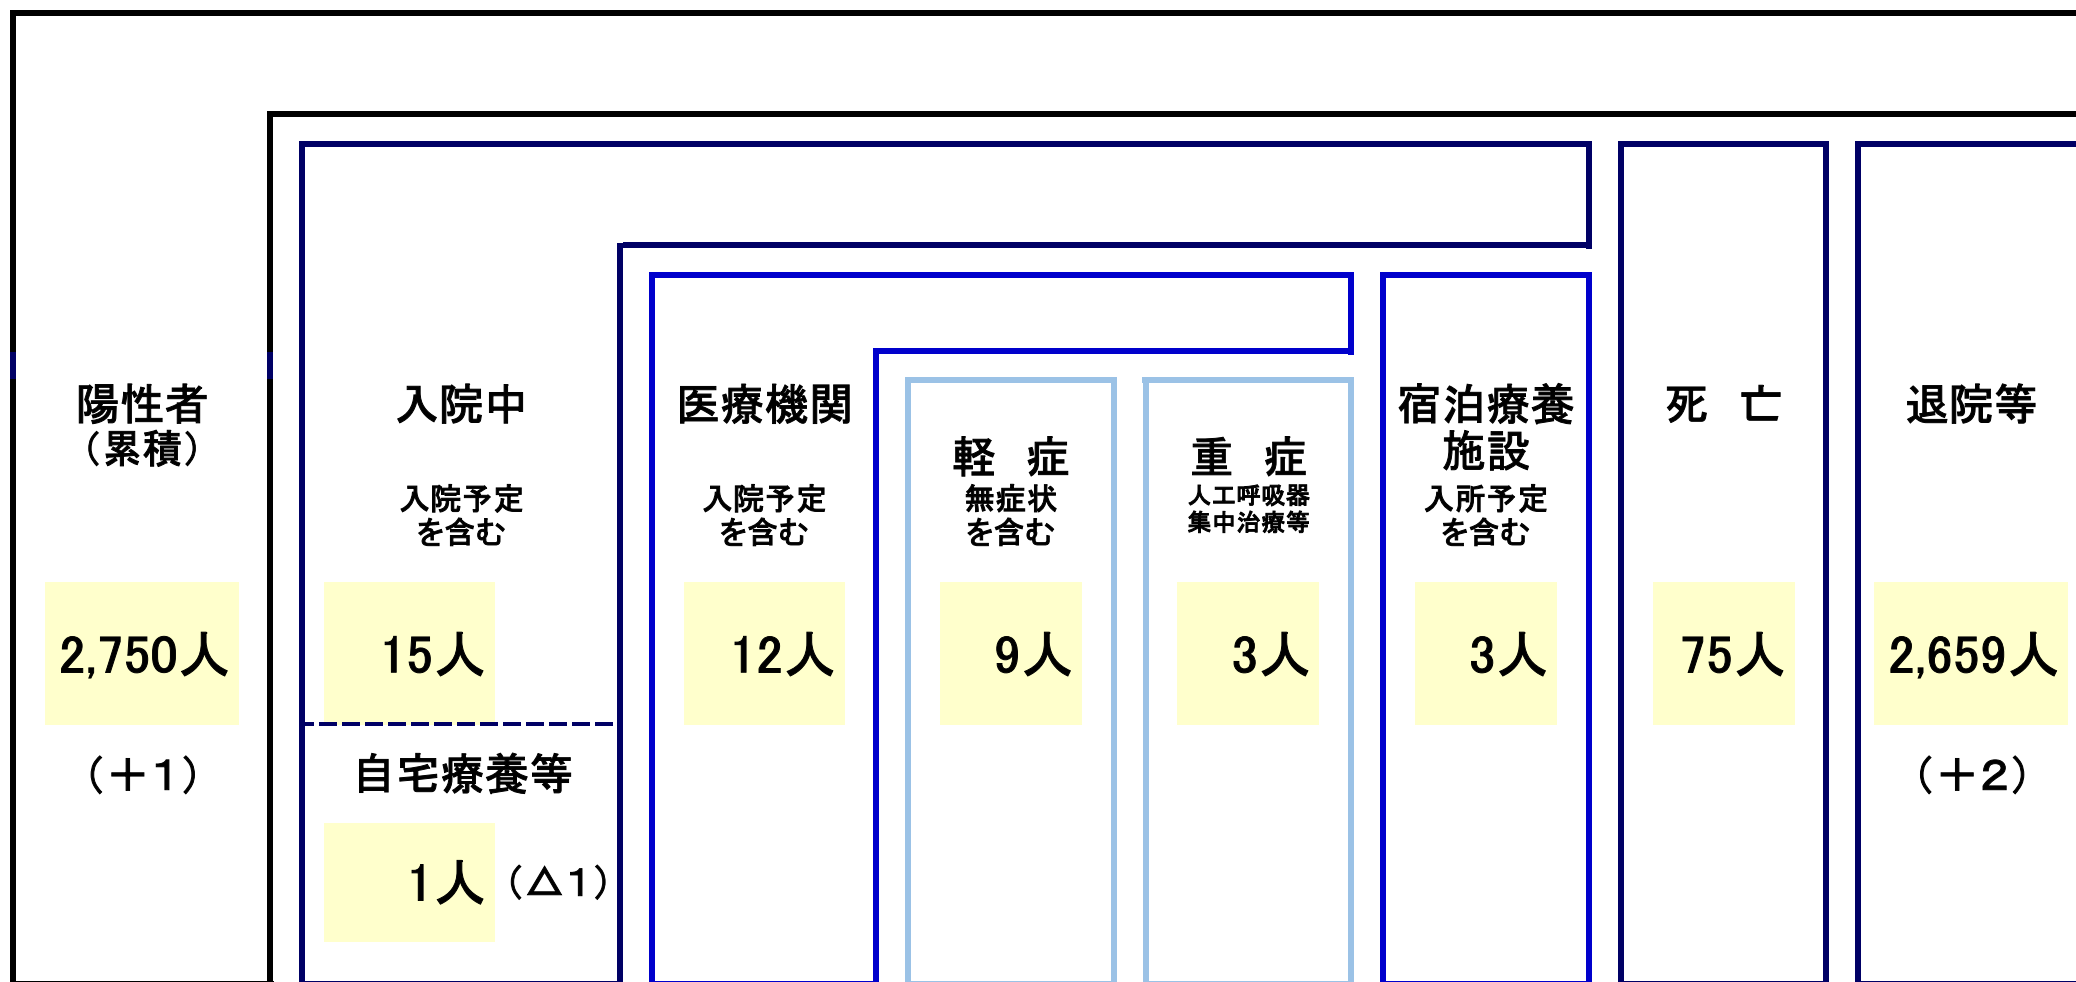 陽性者
（累積）
2,750人
（＋１）
入院中
入院予定
を含む
15人
自宅療養等
1人（△１）
医療機関
入院予定
を含む
12人
軽　症
無症状
を含む
9人
重　症
人工呼吸器
集中治療等
3人
宿泊療養
施設
入所予定
を含む
3人
死　亡
75人
退院等
2,659人
（＋２）